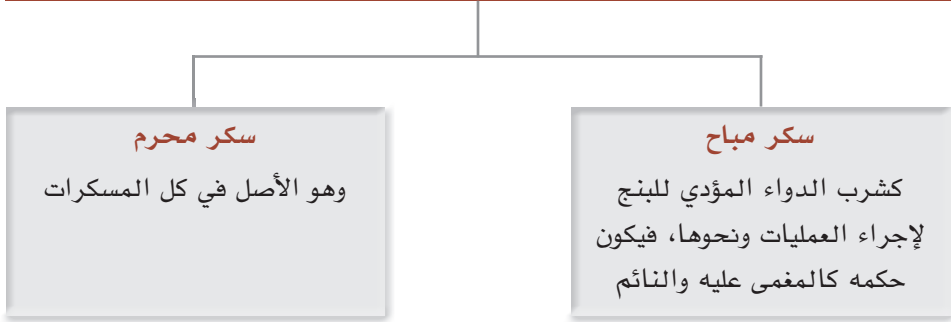 سكر مباح
كشرب الدواء المؤدي للبنج
لإجراء العمليات ونحوها، فيكون
حكمه كالمغمى عليه والنائم
سكر محرم
وهو الأصل في كل المسكرات